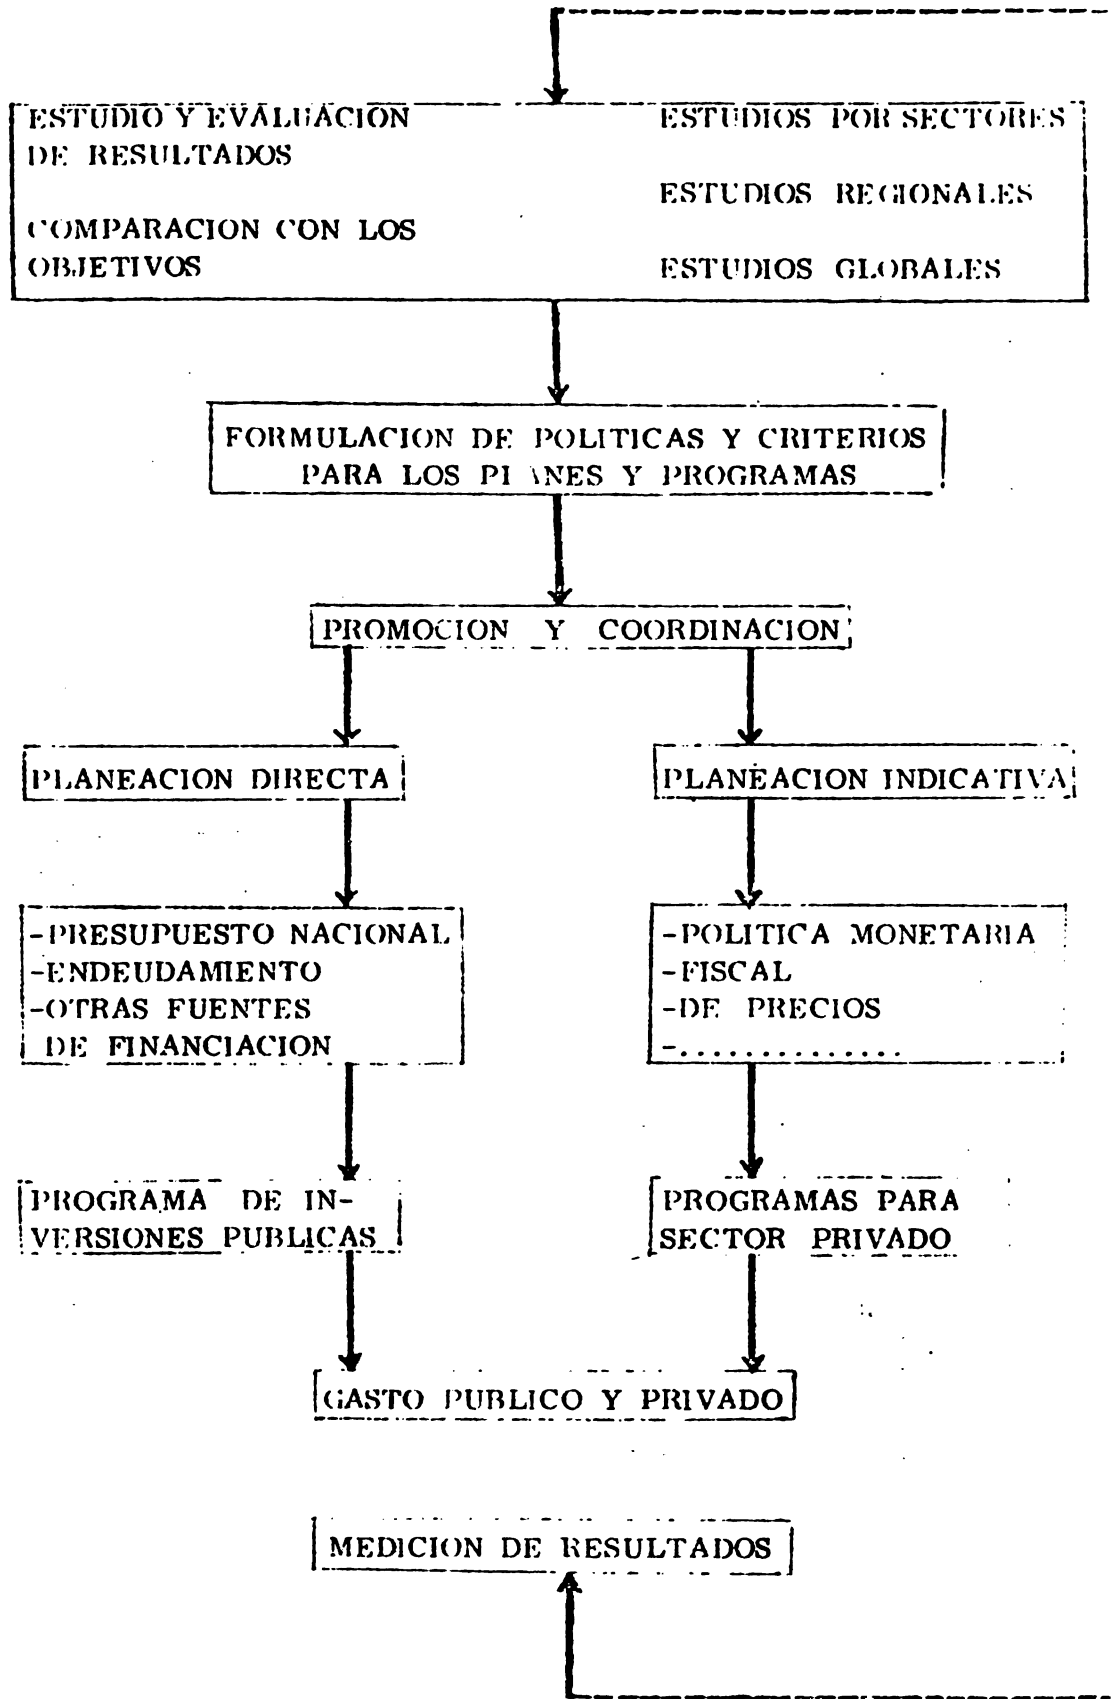 ESTUDIO Y EVALUACION
DE RESULTADOS
COMPARACION CON LOS
OBJETIVOS
ESTUDIOS POR SECTORES
ESTUDIOS REGIONALES
ESTUDIOS GLOBALES
FORMULACION DE POLITICAS Y CRITERIOS
PARA LOS PLANES Y PROGRAMAS
PROMOCION Y COORDINACION
PLANEACION DIRECTA
PLANEACION INDICATIVA
-PRESUPUESTO NACIONAL
-ENDEUDAMIENTO
-OTRAS FUENTES
DE FINANCIACION
-POLITICA MONETARIA
-FISCAL
-DE PRECIOS
-..............
PROGRAMA DE IN-
VERSIONES PUBLICAS
PROGRAMAS PARA
SECTOR PRIVADO
GASTO PUBLICO Y PRIVADO
MEDICION DE RESULTADOS